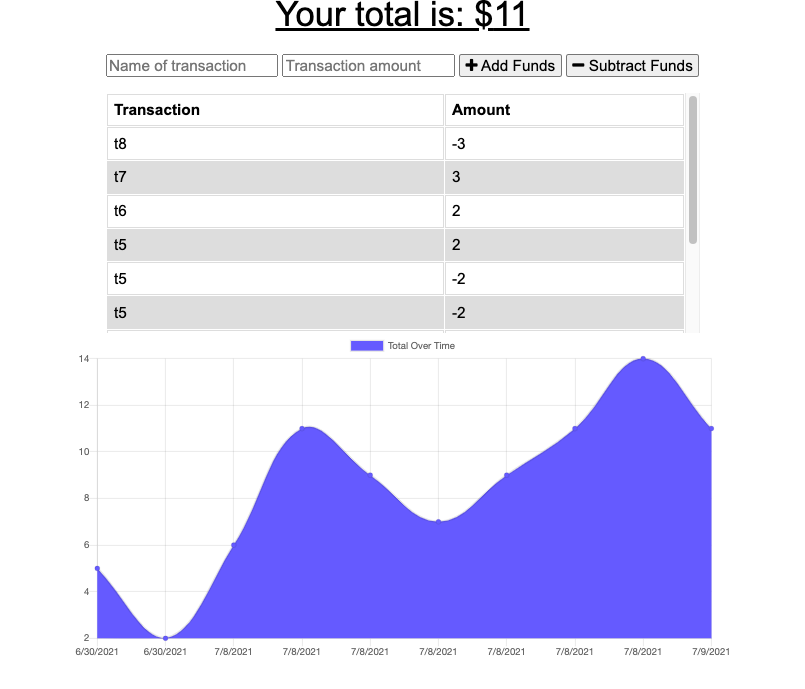 Your total is: $11
Name of transaction Transaction amount Add Funds Subtract Funds
Transaction Amount
t8 -3
t7 3
t6 2
t5 2
t5 -2
t5 -2
Total Over Time
14
12
10
8
6
4
2
6/30/2021 6/30/2021 7/8/2021 7/8/2021 7/8/2021 7/8/2021 7/8/2021 7/8/2021 7/8/2021 7/9/2021